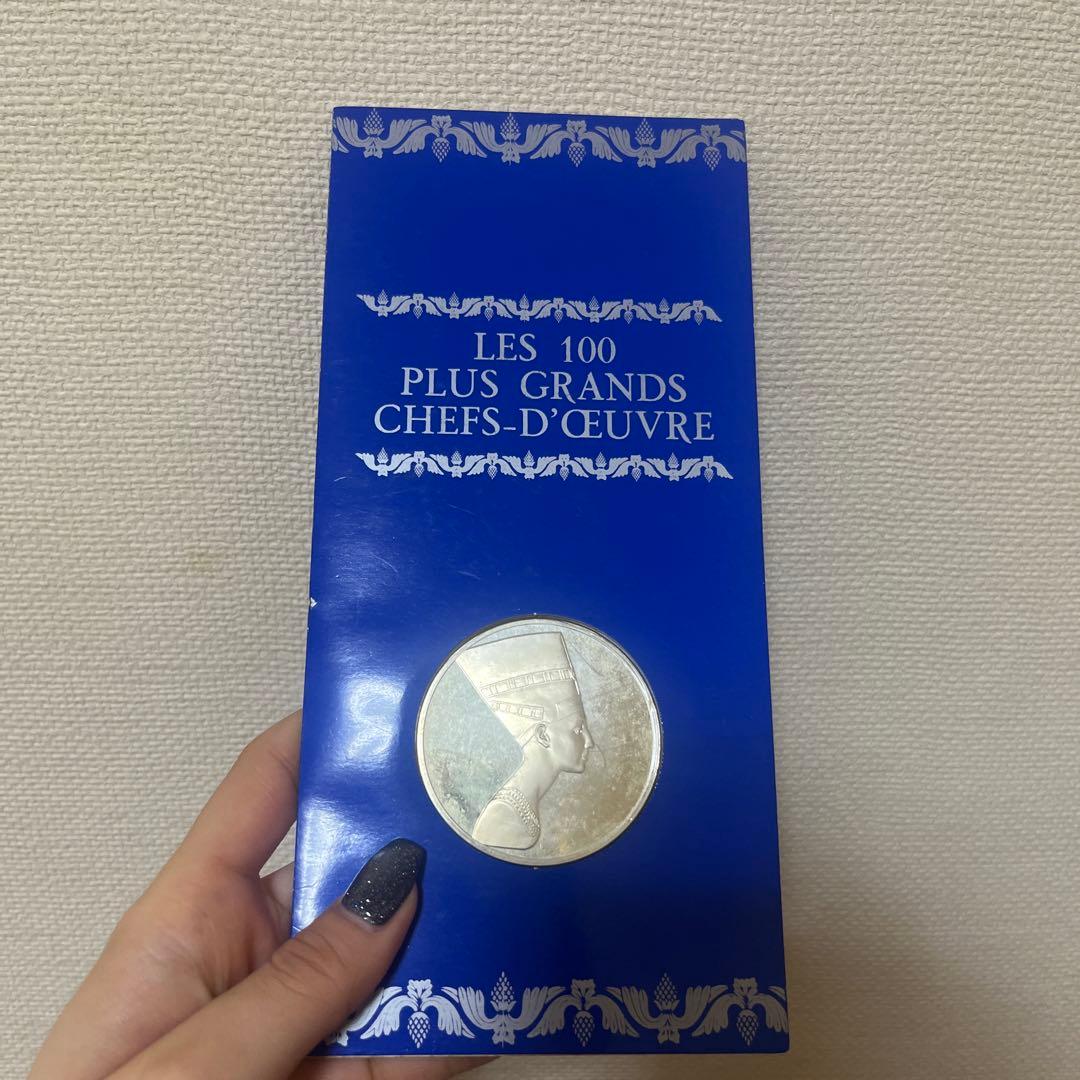 LES 100
PLUS GRANDS
CHEFS-D'ŒUVRE